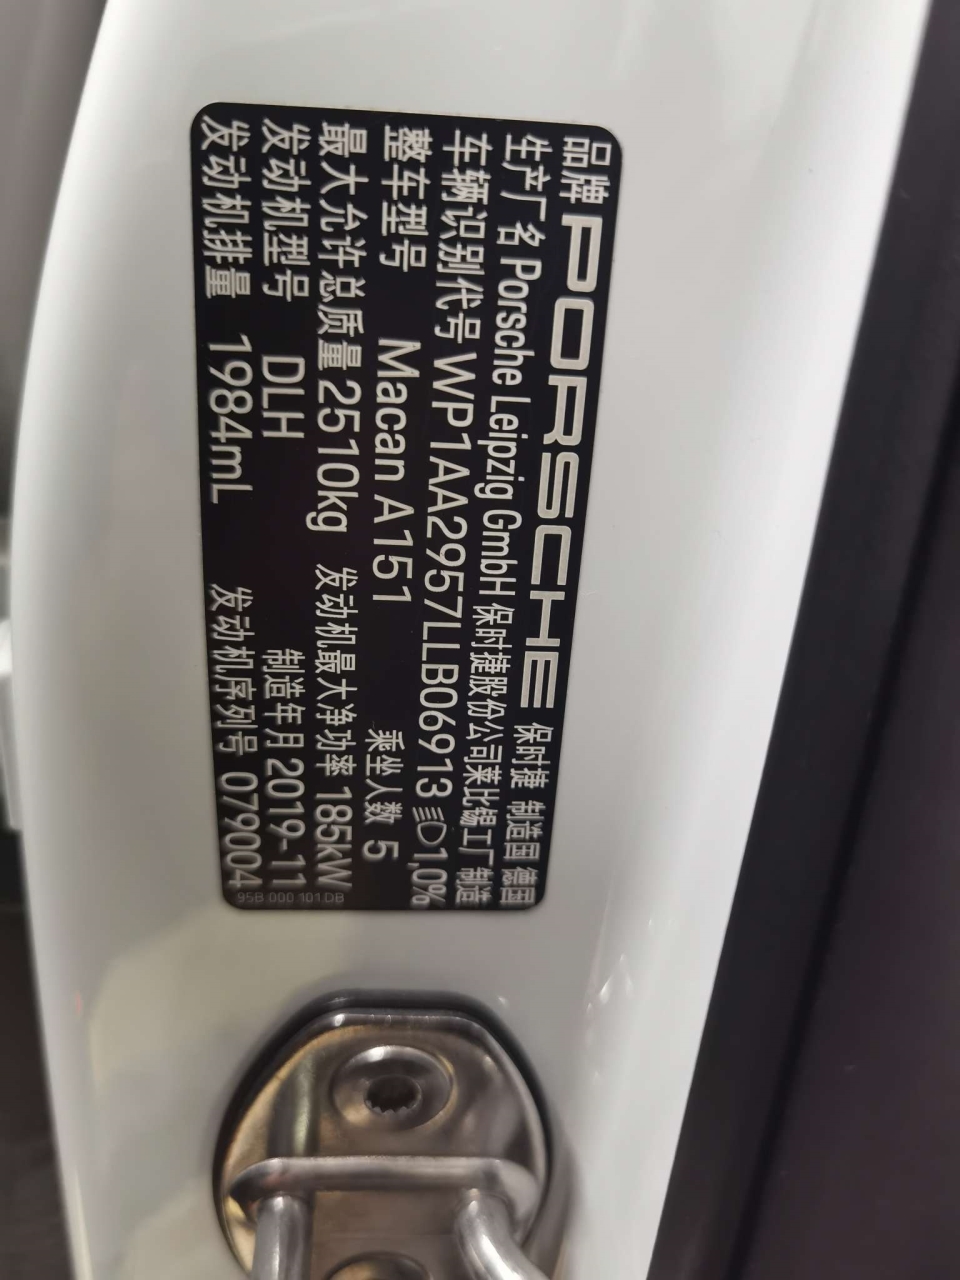 品牌 PORSCHE 保时捷 制造国 德国
生产厂名 Porsche Leipzig GmbH 保时捷股份公司莱比锡工厂制造
车辆识别代号 WP1AA2957LLB06913 1,0%
整车型号 Macan A151 乘坐人数 5
最大允许总质量 2510kg 发动机最大净功率 185kW
发动机型号 DLH 制造年月 2019-11
发动机排量 1984mL 发动机序列号 079004
95B 000 101 DB